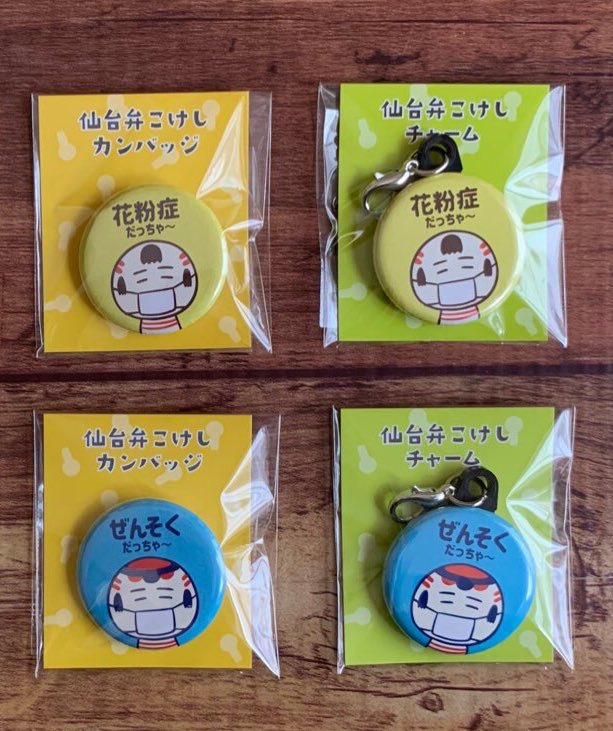 仙台弁こけし
カンバッジ
花粉症
だっちゃ～
仙台弁こけし
チャーム
花粉症
だっちゃ～
仙台弁こけし
カンバッジ
ぜんそく
だっちゃ～
仙台弁こけし
チャーム
ぜんそく
だっちゃ～